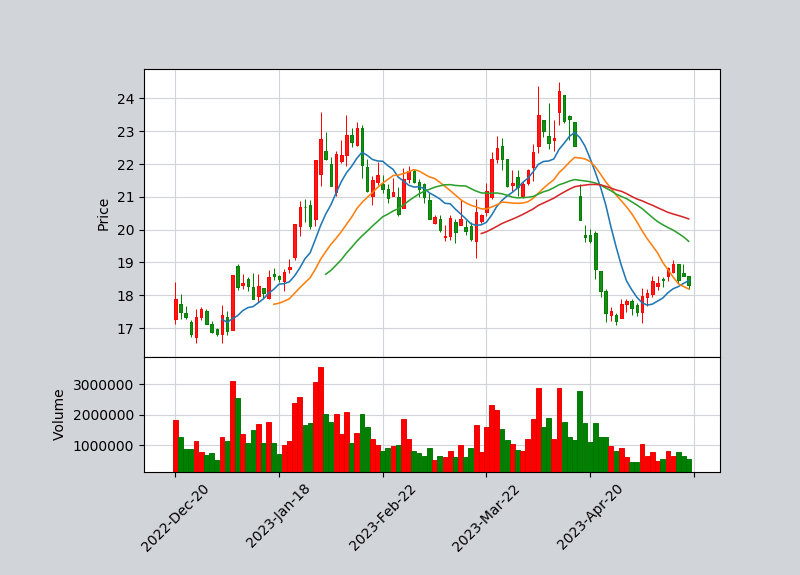 Price
24
23
22
21
20
19
18
17
Volume
3000000
2000000
1000000
2022-Dec-20
2023-Jan-18
2023-Feb-22
2023-Mar-22
2023-Apr-20